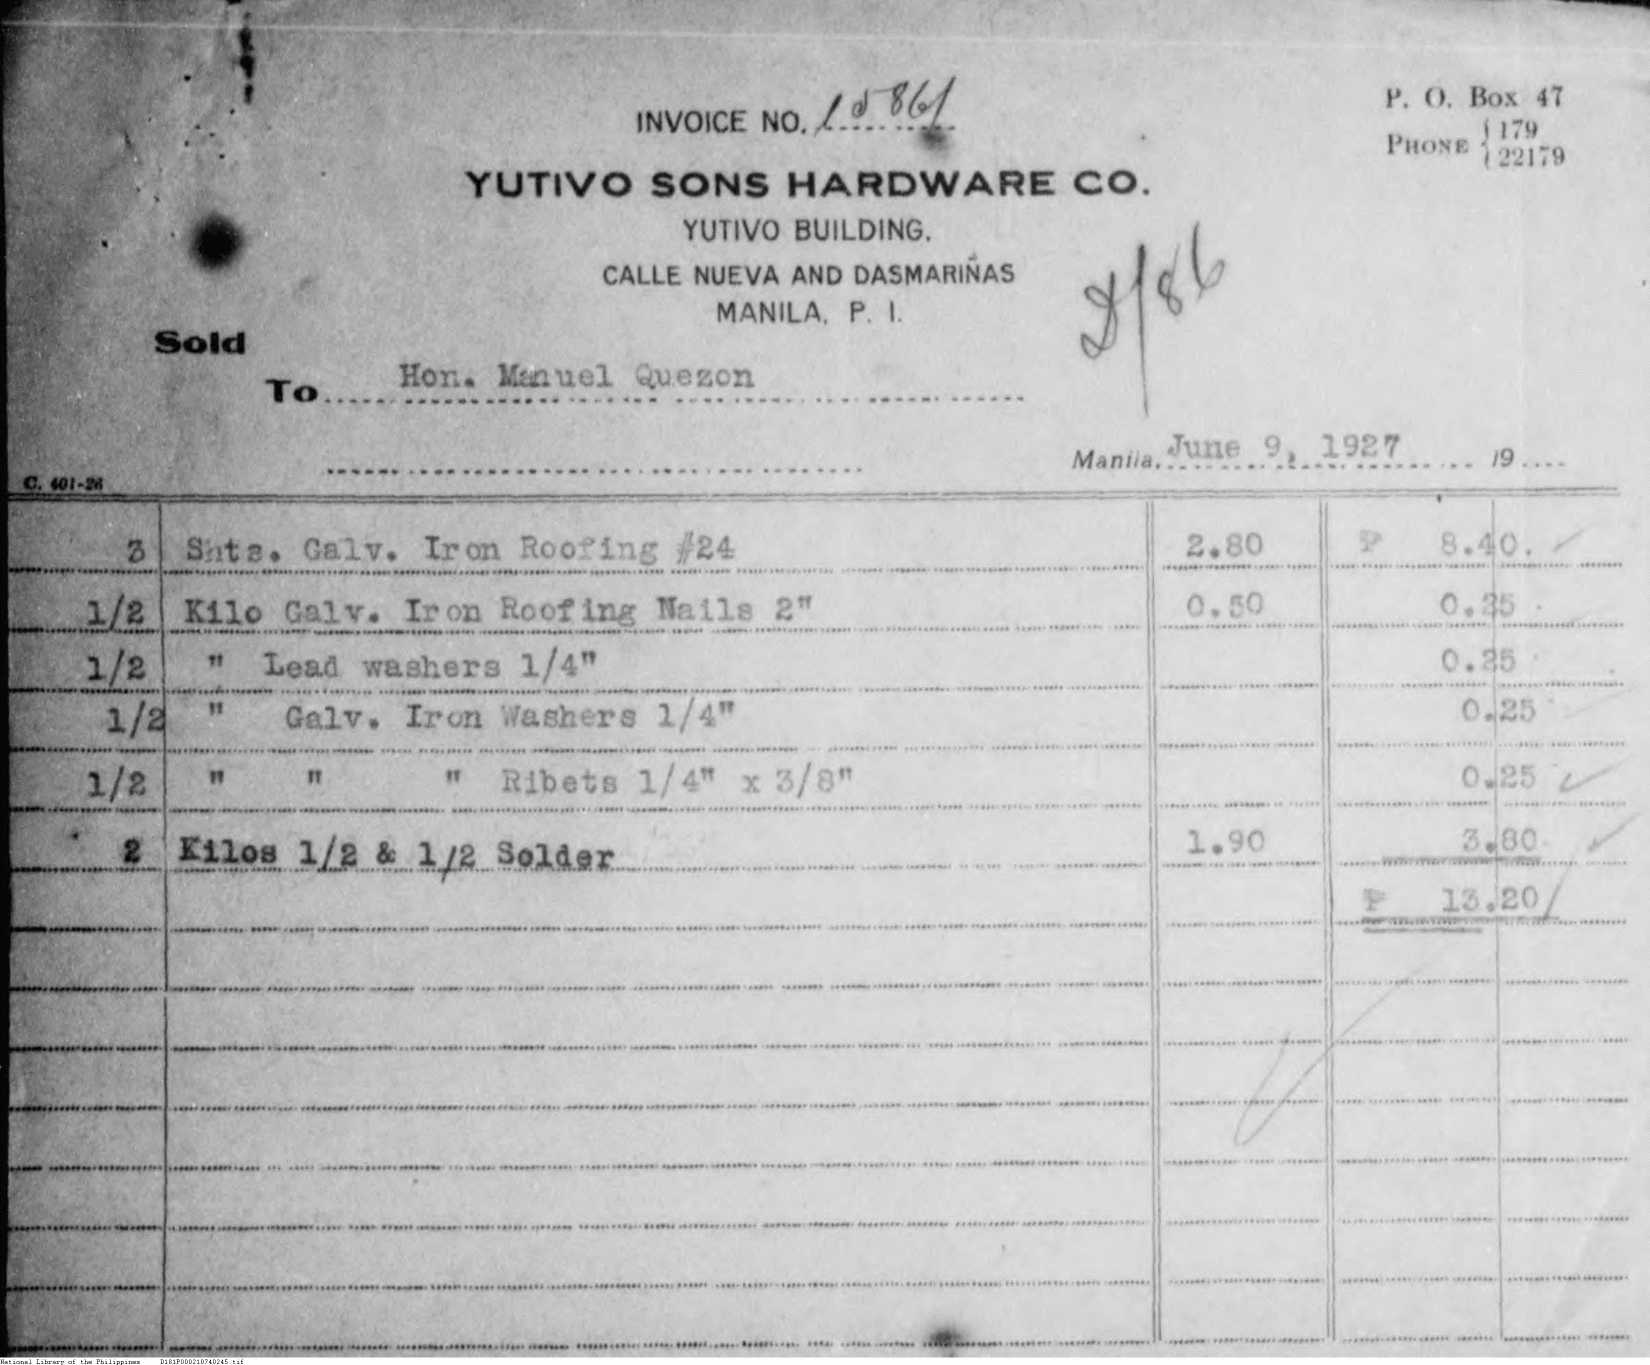 INVOICE NO. 15861
P. O. Box 47
PHONE { 179
{ 22179
YUTIVO SONS HARDWARE CO.
YUTIVO BUILDING.
CALLE NUEVA AND DASMARIÑAS
MANILA, P. I.
/86
Sold
To Hon. Manuel Quezon
Manila, June 9, 1927 19
C. 401-26
3 Shts. Galv. Iron Roofing #24 2.80 ₱ 8.40.
1/2 Kilo Galv. Iron Roofing Nails 2" 0.50 0.25
1/2 " Lead washers 1/4" 0.25
1/2 " Galv. Iron Washers 1/4" 0.25
1/2 " " " Ribets 1/4" x 3/8" 0.25
2 Kilos 1/2 & 1/2 Solder 1.90 3.80
₱ 13.20/
National Library of the Philippines D181P000210740245.tif